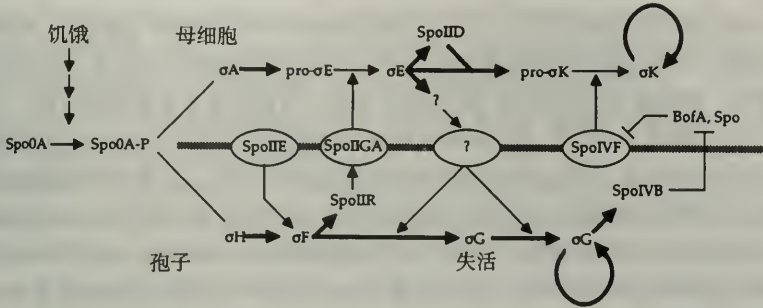 饥饿
母细胞
SpoIID
σA
pro-σE
σE
pro-σK
σK
?
BofA, Spo
Spo0A
Spo0A-P
SpoIIE
SpoIIGA
?
SpoIVF
SpoIIR
SpoIVB
σH
σF
σG
σG
孢子
失活